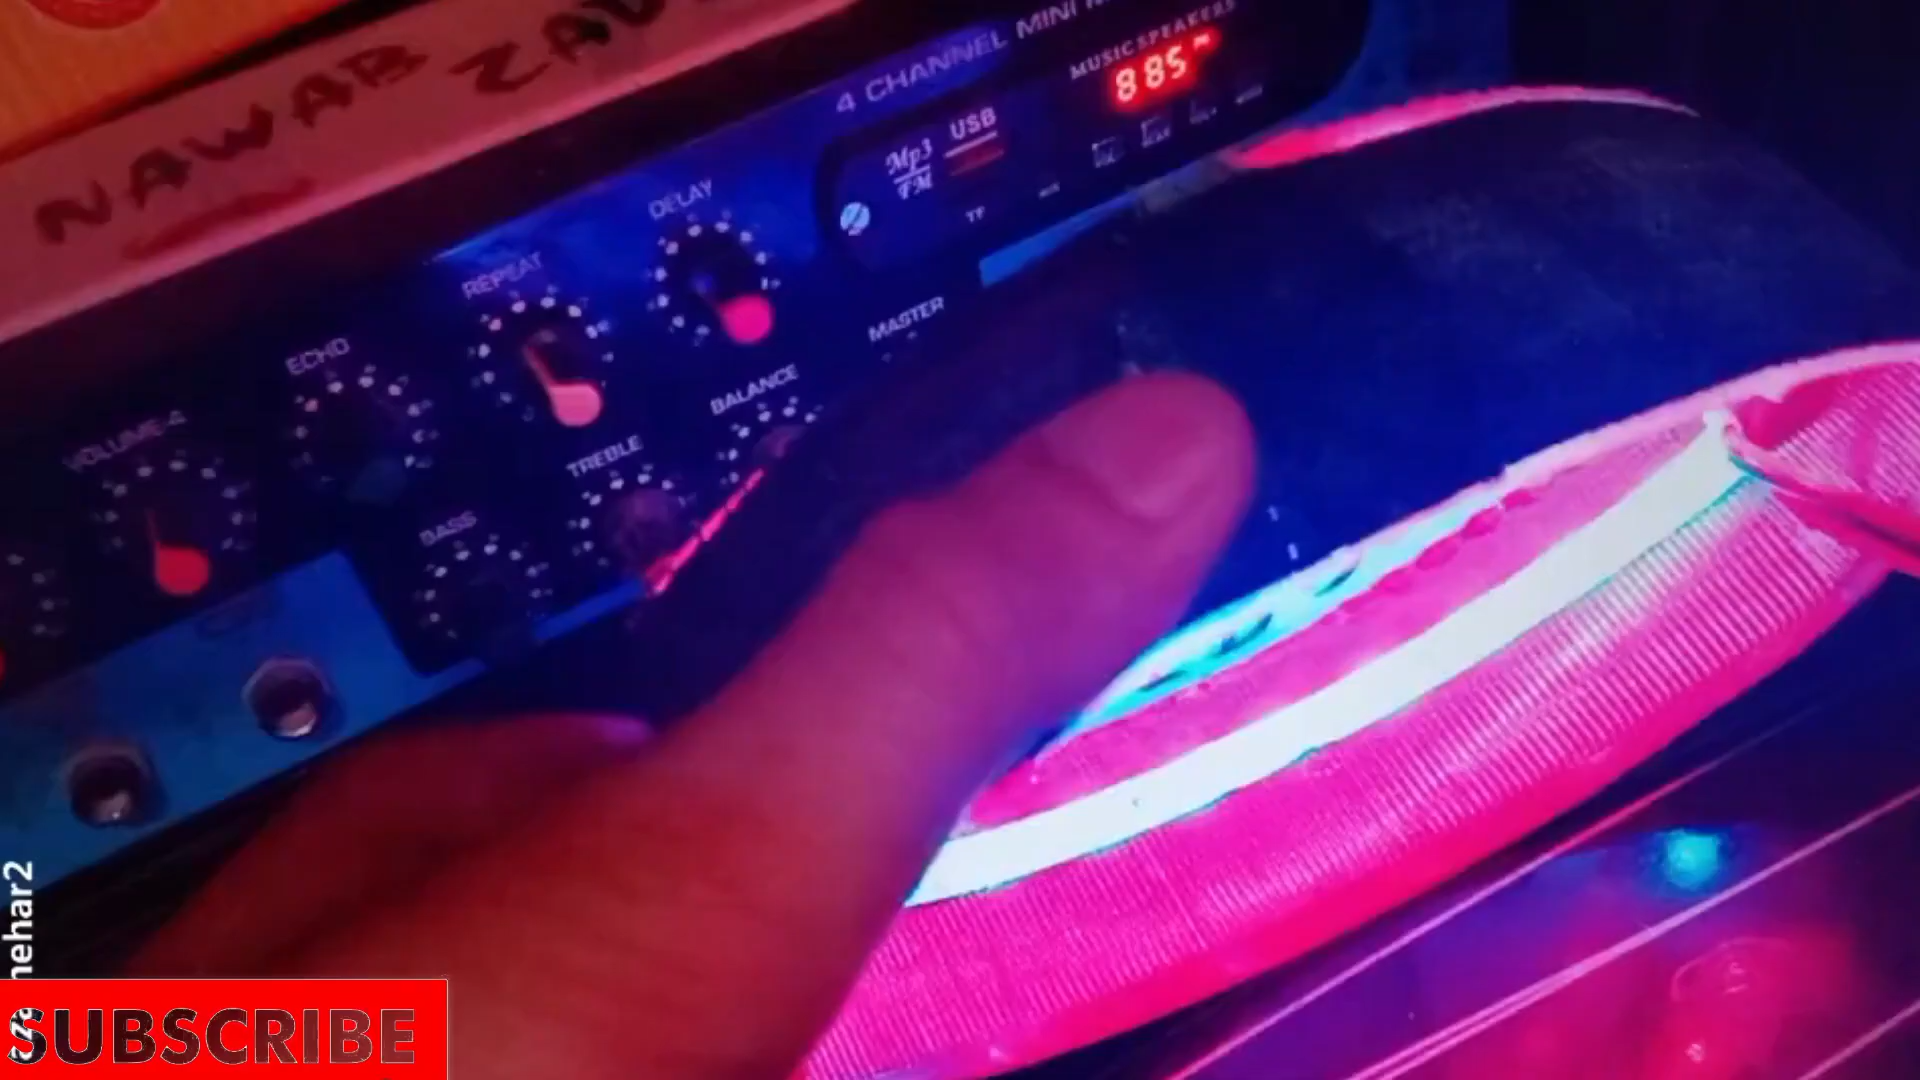 NAWAB
4 CHANNEL MINI
MUSIC SPEAKERS
885
USB
Mp3
FM
TF
DELAY
REPEAT
MASTER
ECHO
BALANCE
VOLUME-4
TREBLE
BASS
SUBSCRIBE